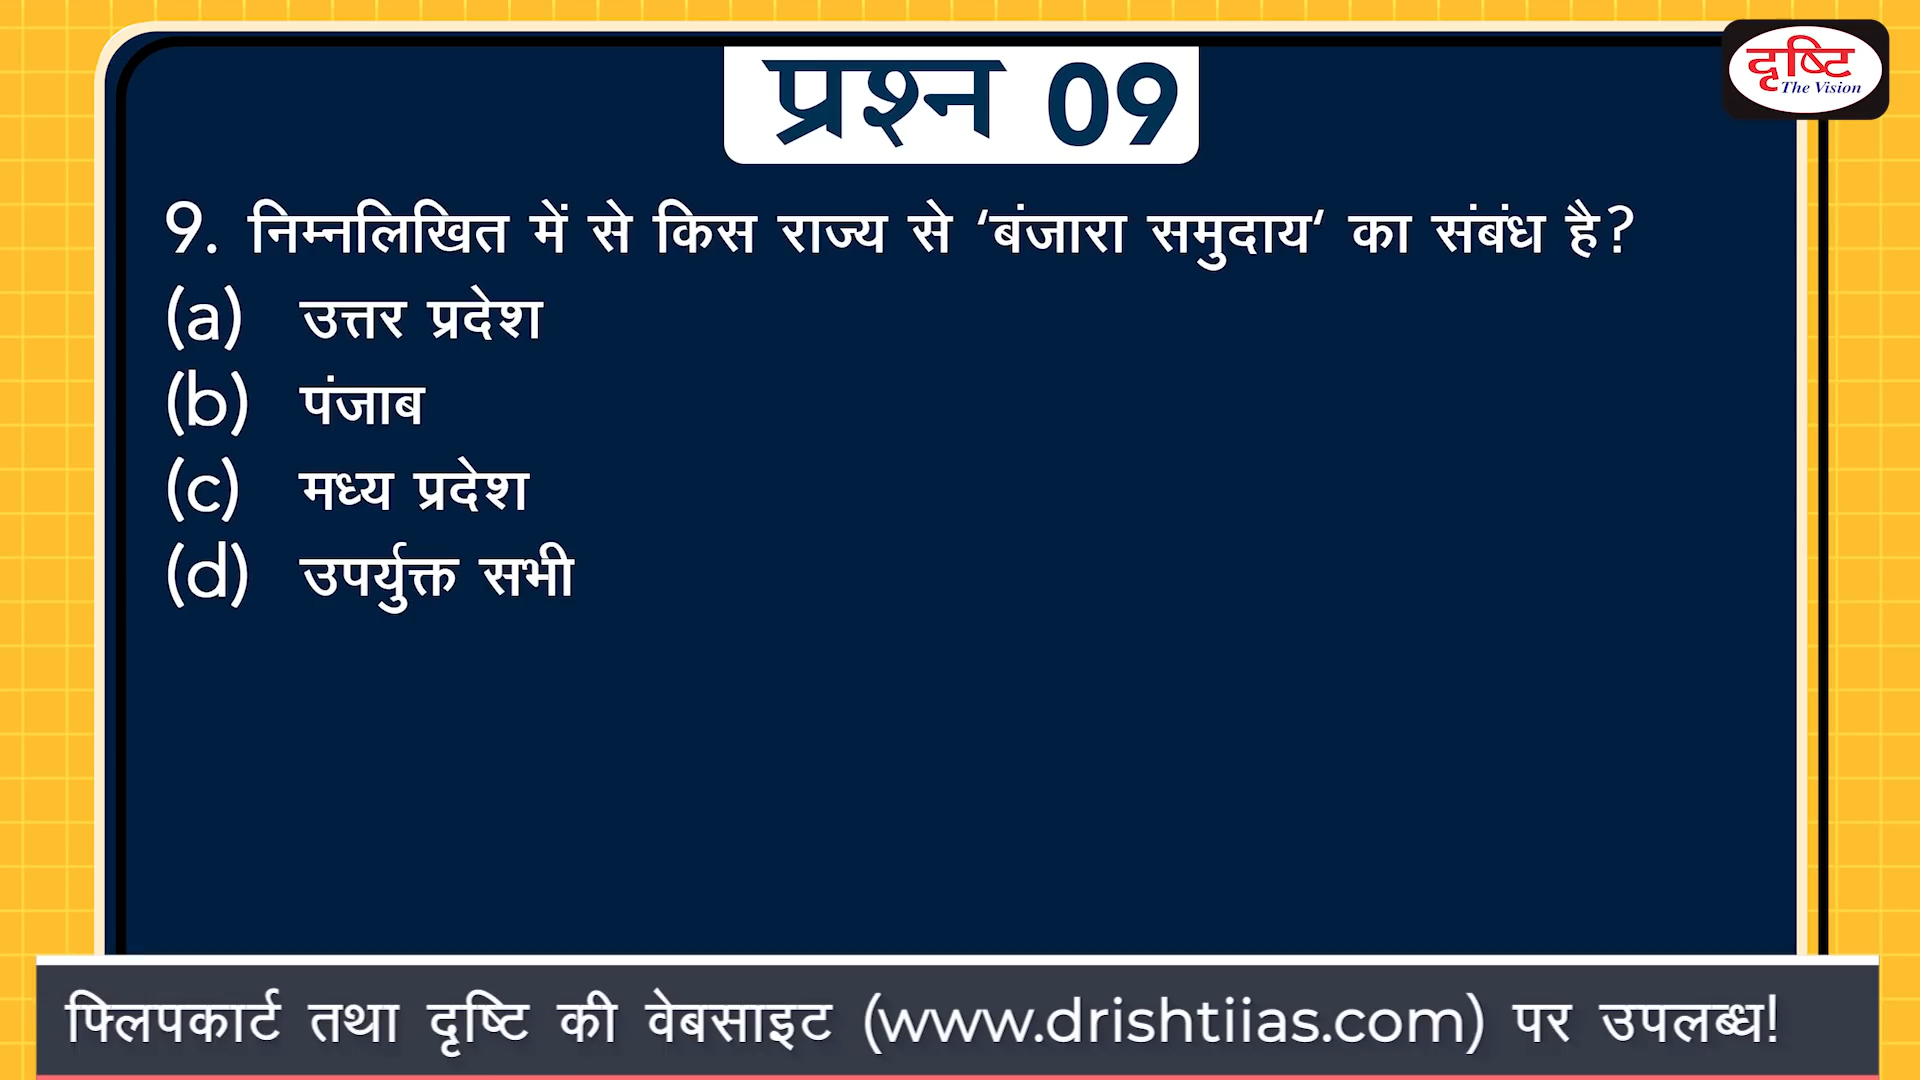 प्रश्न 09
दृष्टि
The Vision
9. निम्नलिखित में से किस राज्य से ‘बंजारा समुदाय‘ का संबंध है?
(a) उत्तर प्रदेश
(b) पंजाब
(c) मध्य प्रदेश
(d) उपर्युक्त सभी
फ्लिपकार्ट तथा दृष्टि की वेबसाइट (www.drishtiias.com) पर उपलब्ध!